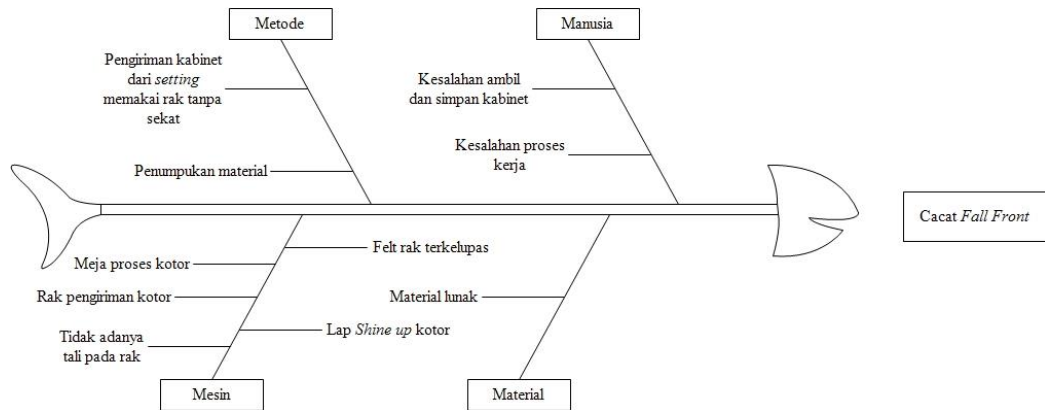 Metode
Manusia
Pengiriman kabinet
dari setting
memakai rak tanpa
sekat
Kesalahan ambil
dan simpan kabinet
Kesalahan proses
kerja
Penumpukan material
Cacat Fall Front
Felt rak terkelupas
Meja proses kotor
Rak pengiriman kotor
Material lunak
Lap Shine up kotor
Tidak adanya
tali pada rak
Mesin
Material